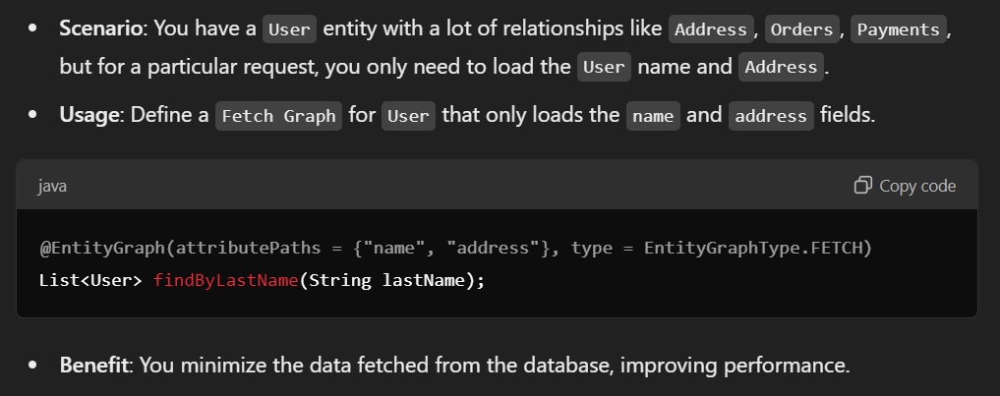 • Scenario: You have a User entity with a lot of relationships like Address, Orders, Payments,
but for a particular request, you only need to load the User name and Address.
• Usage: Define a Fetch Graph for User that only loads the name and address fields.
java
Copy code
@EntityGraph(attributePaths = {"name", "address"}, type = EntityGraphType.FETCH)
List<User> findByLastName(String lastName);
• Benefit: You minimize the data fetched from the database, improving performance.